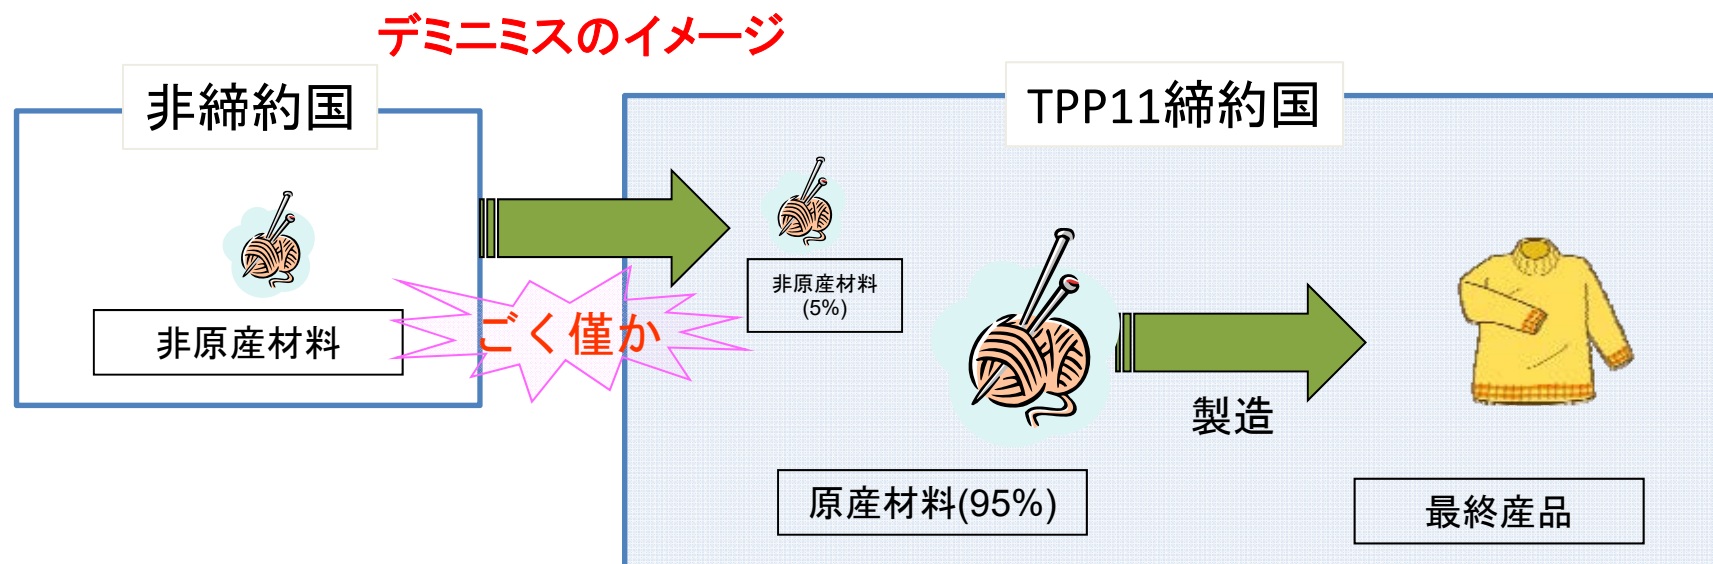 デミニミスのイメージ
非締約国
TPP11締約国
非原産材料
ごく僅か
非原産材料
(5%)
製造
原産材料(95%)
最終産品